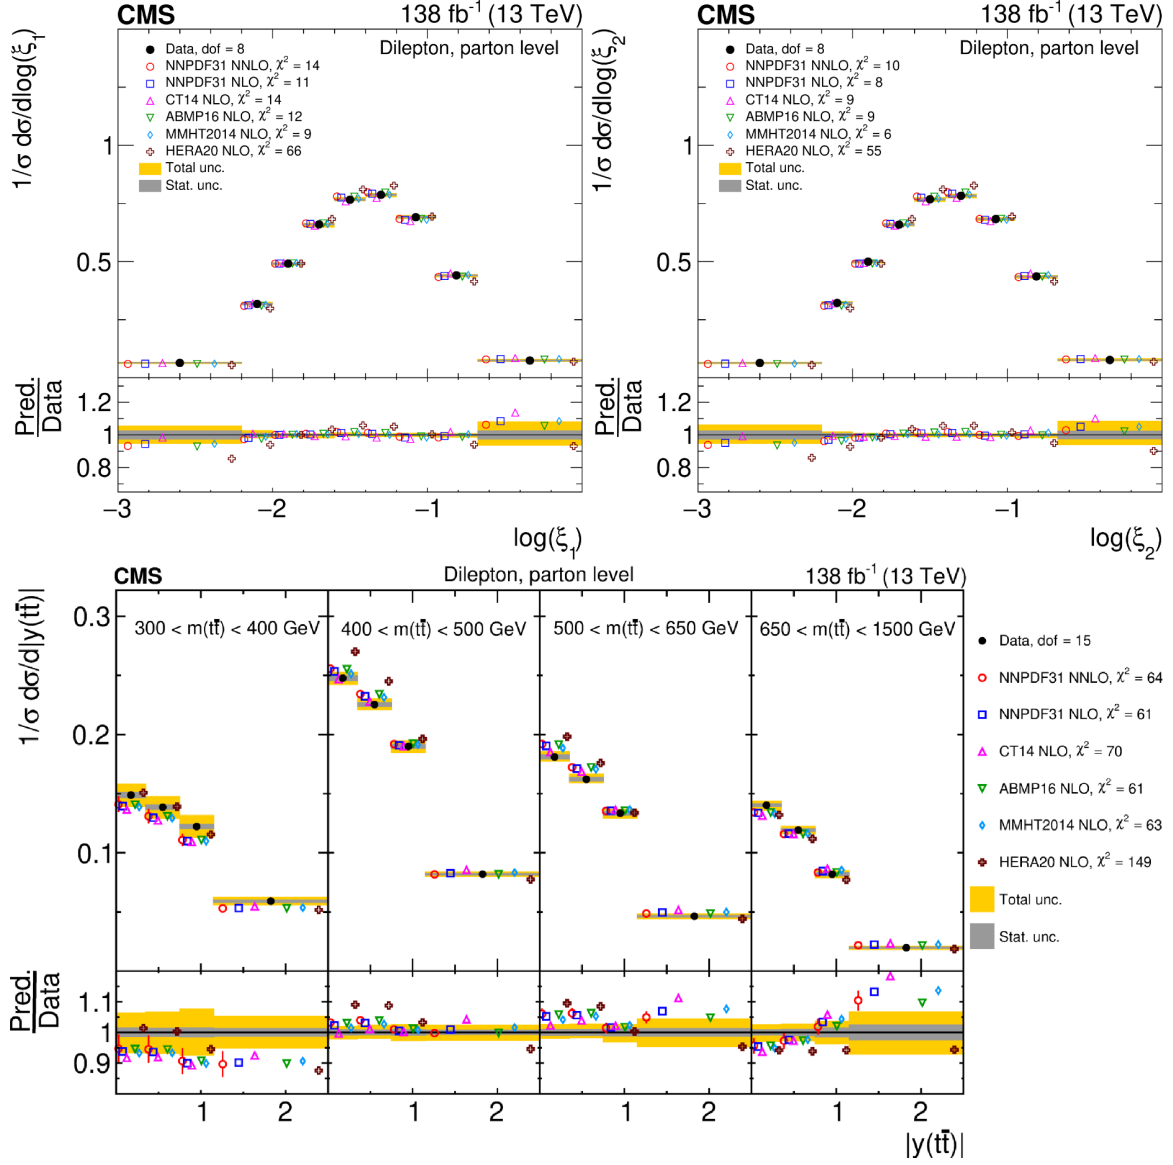 CMS 138 fb⁻¹ (13 TeV)
Dilepton, parton level
1/σ dσ/dlog(ξ₁)
Data, dof = 8
NNPDF31 NNLO, χ² = 14
NNPDF31 NLO, χ² = 11
CT14 NLO, χ² = 14
ABMP16 NLO, χ² = 12
MMHT2014 NLO, χ² = 9
HERA20 NLO, χ² = 66
Total unc.
Stat. unc.
1
0.5
Pred.
Data
1.2
1
0.8
−3 −2 −1
log(ξ₁)
CMS 138 fb⁻¹ (13 TeV)
Dilepton, parton level
1/σ dσ/dlog(ξ₂)
Data, dof = 8
NNPDF31 NNLO, χ² = 10
NNPDF31 NLO, χ² = 8
CT14 NLO, χ² = 9
ABMP16 NLO, χ² = 9
MMHT2014 NLO, χ² = 6
HERA20 NLO, χ² = 55
Total unc.
Stat. unc.
1
0.5
Pred.
Data
1.2
1
0.8
−3 −2 −1
log(ξ₂)
CMS Dilepton, parton level 138 fb⁻¹ (13 TeV)
1/σ dσ/d|y(tt̄)|
300 < m(tt̄) < 400 GeV
400 < m(tt̄) < 500 GeV
500 < m(tt̄) < 650 GeV
650 < m(tt̄) < 1500 GeV
0.3
0.2
0.1
Data, dof = 15
NNPDF31 NNLO, χ² = 64
NNPDF31 NLO, χ² = 61
CT14 NLO, χ² = 70
ABMP16 NLO, χ² = 61
MMHT2014 NLO, χ² = 63
HERA20 NLO, χ² = 149
Total unc.
Stat. unc.
Pred.
Data
1.1
1
0.9
1 2 1 2 1 2 1 2
|y(tt̄)|